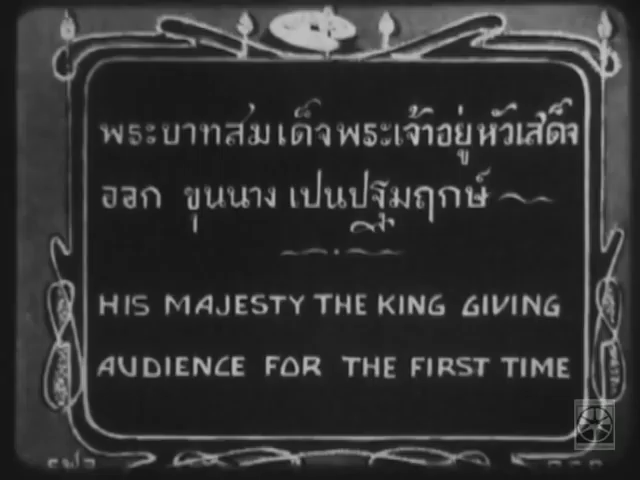 พระบาทสมเด็จพระเจ้าอยู่หัวเสด็จ
ออก ขุนนาง เปนปฐมฤกษ์
HIS MAJESTY THE KING GIVING
AUDIENCE FOR THE FIRST TIME